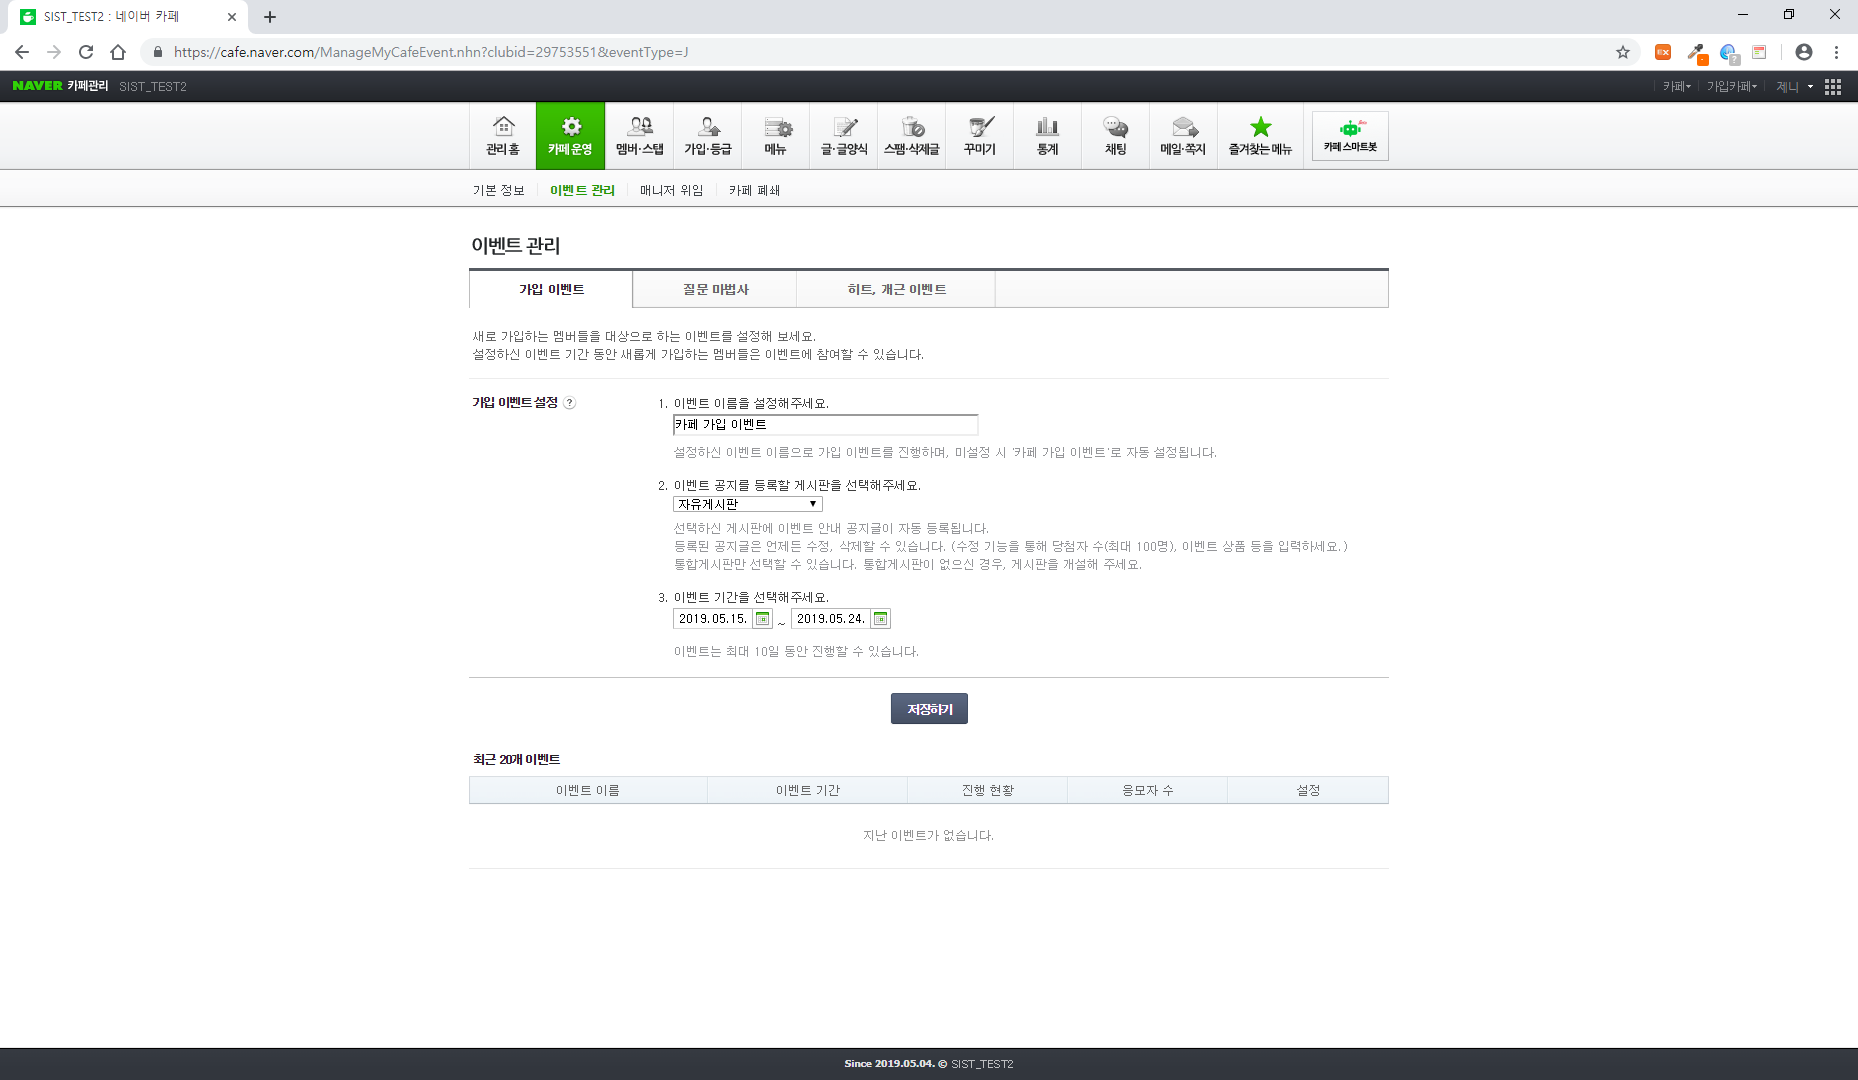 SIST_TEST2 : 네이버 카페
https://cafe.naver.com/ManageMyCafeEvent.nhn?clubid=29753551&eventType=J
NAVER 카페관리 SIST_TEST2
카페 가입카페 제니
관리 홈 카페 운영 멤버·스탭 가입·등급 메뉴 글·글양식 스팸·삭제글 꾸미기 통계 채팅 메일·쪽지 즐겨찾는 메뉴 카페 스마트봇
기본 정보 이벤트 관리 매니저 위임 카페 폐쇄
이벤트 관리
가입 이벤트 질문 마법사 히트, 개근 이벤트
새로 가입하는 멤버들을 대상으로 하는 이벤트를 설정해 보세요.
설정하신 이벤트 기간 동안 새롭게 가입하는 멤버들은 이벤트에 참여할 수 있습니다.
가입 이벤트 설정 ?
1. 이벤트 이름을 설정해주세요.
카페 가입 이벤트
설정하신 이벤트 이름으로 가입 이벤트를 진행하며, 미설정 시 '카페 가입 이벤트'로 자동 설정됩니다.
2. 이벤트 공지를 등록할 게시판을 선택해주세요.
자유게시판
선택하신 게시판에 이벤트 안내 공지글이 자동 등록됩니다.
등록된 공지글은 언제든 수정, 삭제할 수 있습니다. (수정 기능을 통해 당첨자 수(최대 100명), 이벤트 상품 등을 입력하세요.)
통합게시판만 선택할 수 있습니다. 통합게시판이 없으신 경우, 게시판을 개설해 주세요.
3. 이벤트 기간을 선택해주세요.
2019.05.15. ~ 2019.05.24.
이벤트는 최대 10일 동안 진행할 수 있습니다.
저장하기
최근 20개 이벤트
이벤트 이름 이벤트 기간 진행 현황 응모자 수 설정
지난 이벤트가 없습니다.
Since 2019.05.04. © SIST_TEST2